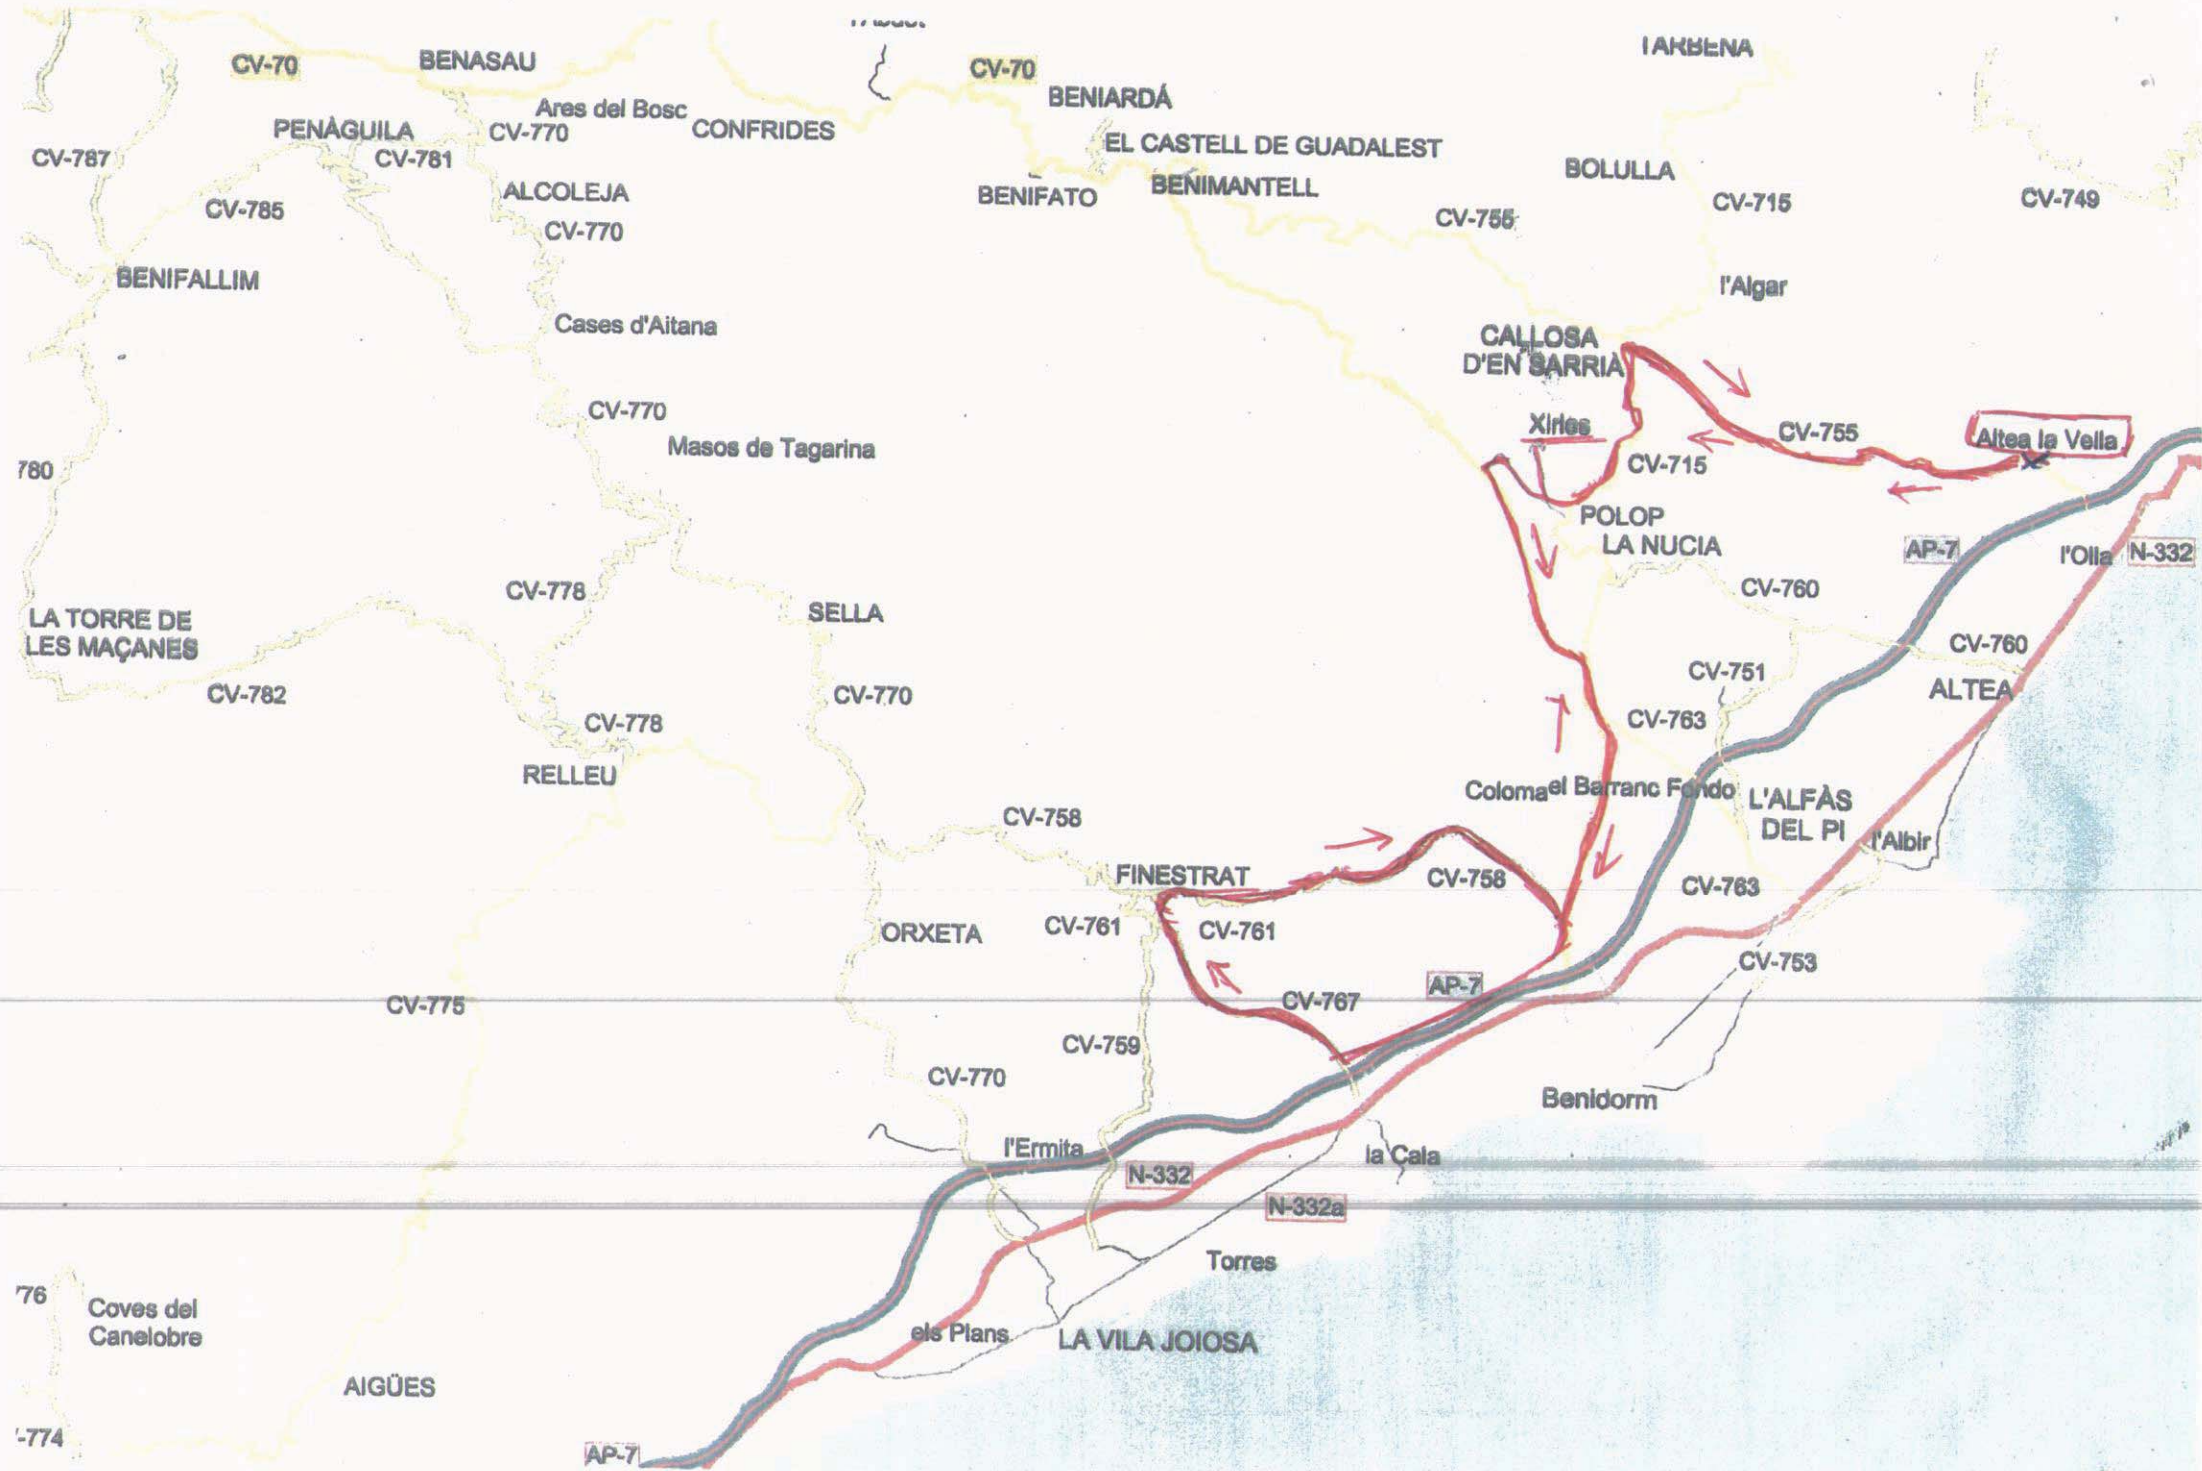 CV-70
BENASAU
CV-70
TÀRBENA
BENIARDÁ
Ares del Bosc
PENÀGUILA
CV-770
CONFRIDES
CV-787
CV-781
EL CASTELL DE GUADALEST
BOLULLA
ALCOLEJA
BENIFATO
BENIMANTELL
CV-785
CV-715
CV-749
CV-755
CV-770
BENIFALLIM
l'Algar
Cases d'Aitana
CALLOSA
D'EN SARRIÀ
CV-770
Xirles
CV-755
Altea la Vella
Masos de Tagarina
CV-715
780
POLOP
LA NUCIA
AP-7
l'Olla
N-332
CV-778
CV-760
SELLA
LA TORRE DE
LES MAÇANES
CV-760
CV-751
ALTEA
CV-782
CV-770
CV-778
CV-763
RELLEU
Coloma
el Barranc Fondo
L'ALFÀS
DEL PI
CV-758
l'Albir
FINESTRAT
CV-758
CV-763
CV-761
CV-761
ORXETA
CV-753
AP-7
CV-775
CV-767
CV-759
CV-770
Benidorm
l'Ermita
la Cala
N-332
N-332a
Torres
776
Coves del
Canelobre
els Plans
LA VILA JOIOSA
AIGÜES
-774
AP-7